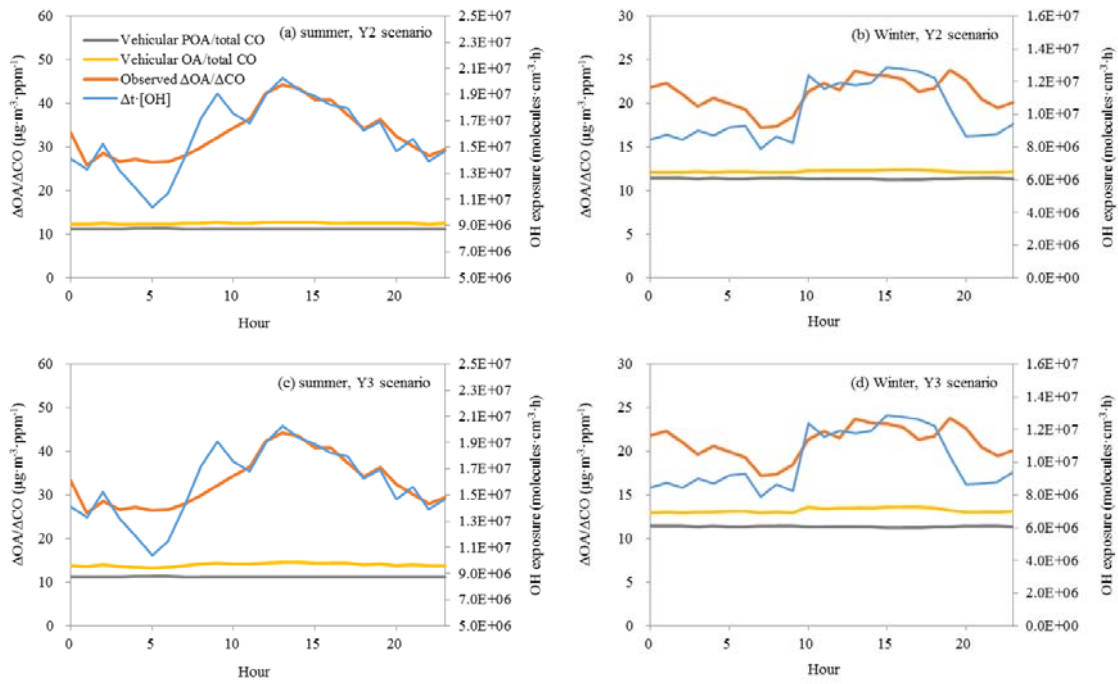 (a) summer, Y2 scenario
Vehicular POA/total CO
Vehicular OA/total CO
Observed ΔOA/ΔCO
Δt·[OH]
ΔOA/ΔCO (μg·m⁻³·ppm⁻¹)
60
50
40
30
20
10
0
2.5E+07
2.3E+07
2.1E+07
1.9E+07
1.7E+07
1.5E+07
1.3E+07
1.1E+07
9.0E+06
7.0E+06
5.0E+06
OH exposure (molecules·cm⁻³·h)
0 5 10 15 20
Hour
(b) Winter, Y2 scenario
ΔOA/ΔCO (μg·m⁻³·ppm⁻¹)
30
25
20
15
10
5
0
1.6E+07
1.4E+07
1.2E+07
1.0E+07
8.0E+06
6.0E+06
4.0E+06
2.0E+06
0.0E+00
OH exposure (molecules·cm⁻³·h)
0 5 10 15 20
Hour
(c) summer, Y3 scenario
ΔOA/ΔCO (μg·m⁻³·ppm⁻¹)
60
50
40
30
20
10
0
2.5E+07
2.3E+07
2.1E+07
1.9E+07
1.7E+07
1.5E+07
1.3E+07
1.1E+07
9.0E+06
7.0E+06
5.0E+06
OH exposure (molecules·cm⁻³·h)
0 5 10 15 20
Hour
(d) Winter, Y3 scenario
ΔOA/ΔCO (μg·m⁻³·ppm⁻¹)
30
25
20
15
10
5
0
1.6E+07
1.4E+07
1.2E+07
1.0E+07
8.0E+06
6.0E+06
4.0E+06
2.0E+06
0.0E+00
OH exposure (molecules·cm⁻³·h)
0 5 10 15 20
Hour